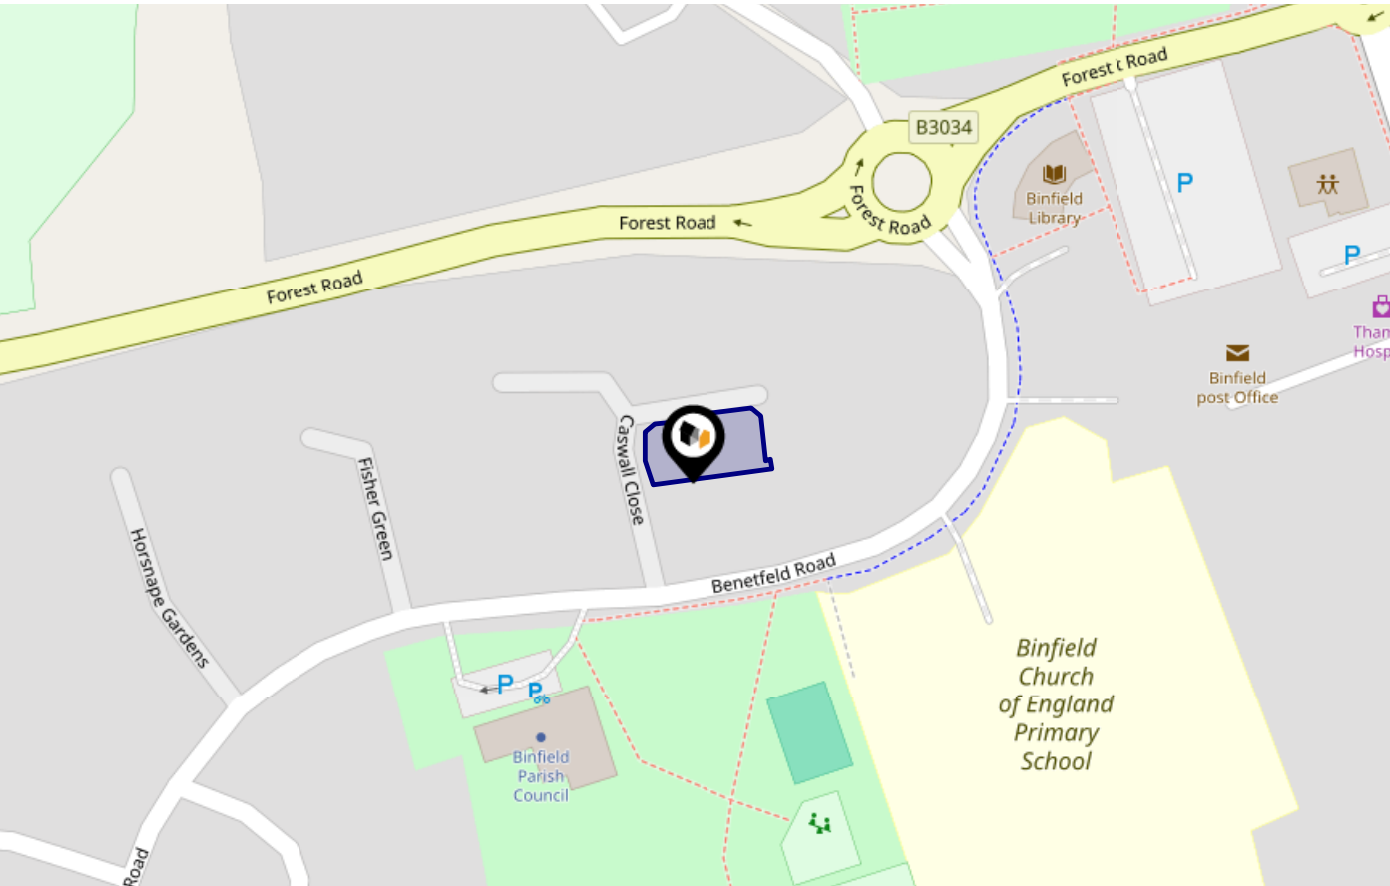 Forest Road
B3034
Forest Road
Forest Road
Forest Road
Binfield
Library
P
P
Binfield
post Office
Caswall Close
Fisher Green
Horsnape Gardens
Benetfeld Road
P
P
Binfield
Parish
Council
Binfield
Church
of England
Primary
School
Road